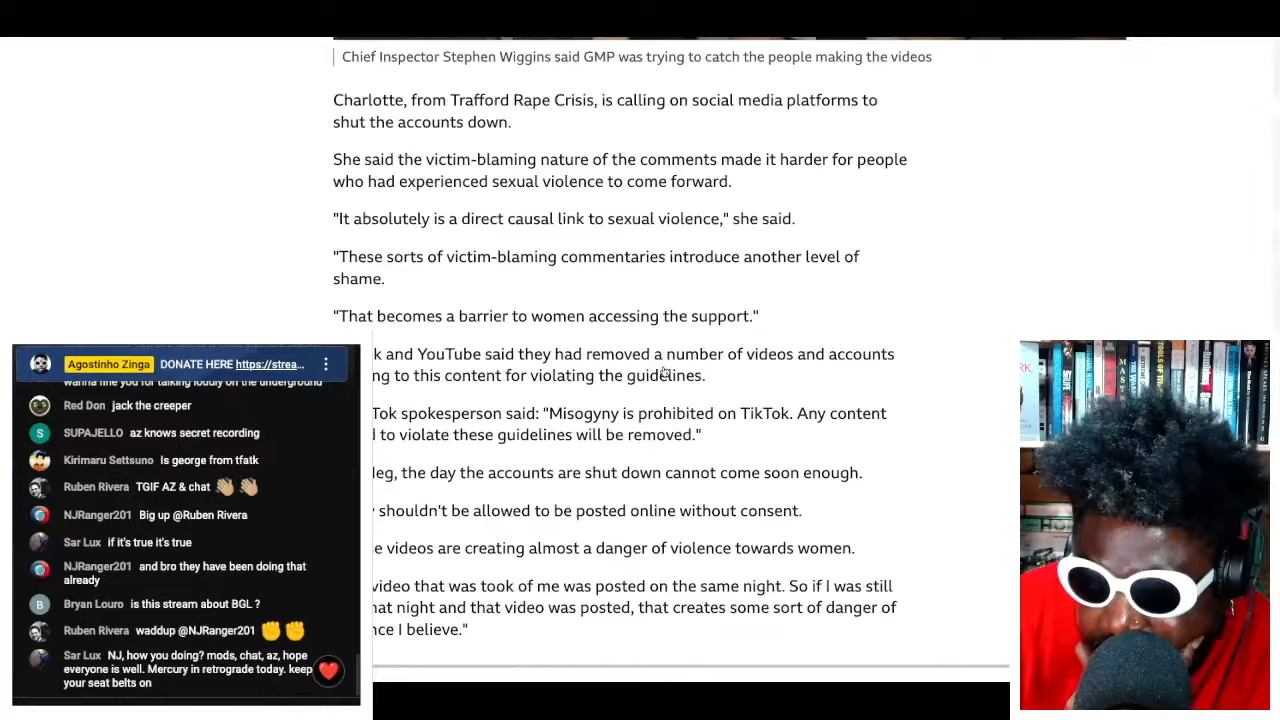 Chief Inspector Stephen Wiggins said GMP was trying to catch the people making the videos
Charlotte, from Trafford Rape Crisis, is calling on social media platforms to
shut the accounts down.
She said the victim-blaming nature of the comments made it harder for people
who had experienced sexual violence to come forward.
"It absolutely is a direct causal link to sexual violence," she said.
"These sorts of victim-blaming commentaries introduce another level of
shame.
"That becomes a barrier to women accessing the support."
k and YouTube said they had removed a number of videos and accounts
ng to this content for violating the guidelines.
Tok spokesperson said: "Misogyny is prohibited on TikTok. Any content
d to violate these guidelines will be removed."
leg, the day the accounts are shut down cannot come soon enough.
y shouldn't be allowed to be posted online without consent.
e videos are creating almost a danger of violence towards women.
video that was took of me was posted on the same night. So if I was still
hat night and that video was posted, that creates some sort of danger of
nce I believe."
Agostinho Zinga DONATE HERE https://strea...
wanna fine you for talking loudly on the underground
Red Don jack the creeper
S SUPAJELLO az knows secret recording
Kirimaru Settsuno Is george from tfatk
Ruben Rivera TGIF AZ & chat 👋🏽 👋🏽
NJRanger201 Big up @Ruben Rivera
Sar Lux if it's true it's true
NJRanger201 and bro they have been doing that
already
B Bryan Louro is this stream about BGL ?
Ruben Rivera waddup @NJRanger201 ✊ ✊
Sar Lux NJ, how you doing? mods, chat, az, hope
everyone is well. Mercury in retrograde today. keep
your seat belts on